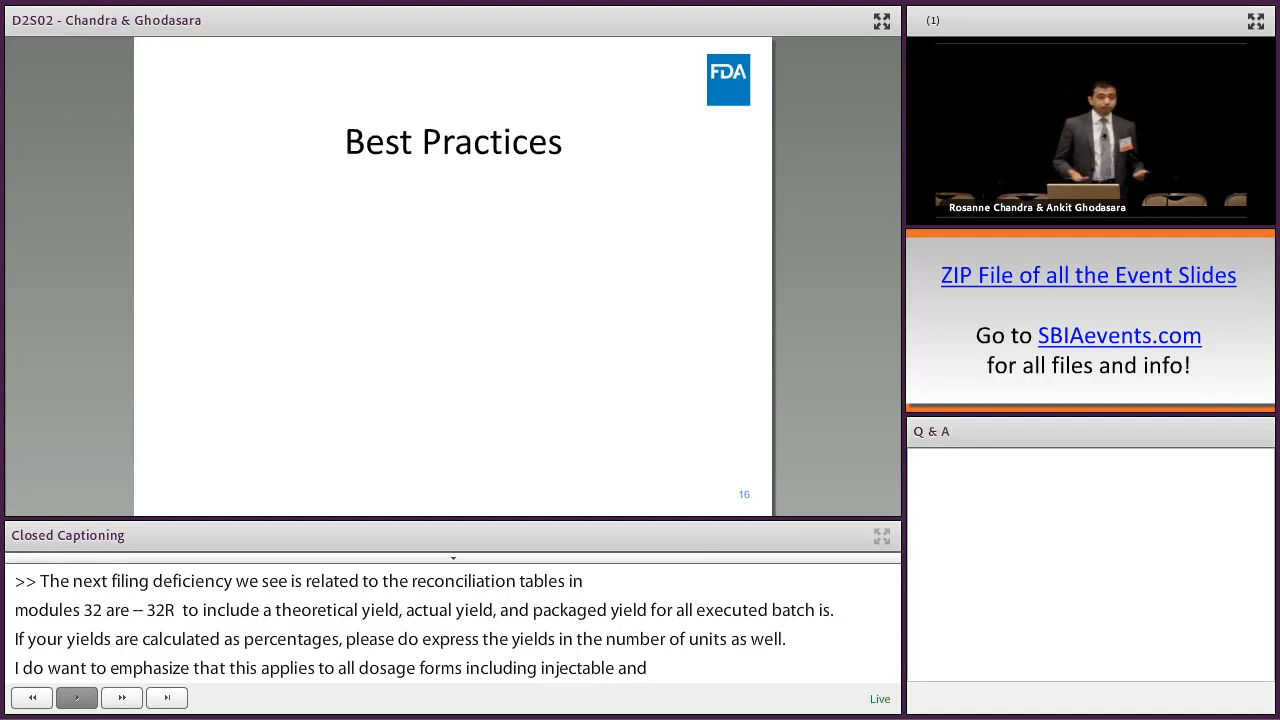 D2S02 - Chandra & Ghodasara
FDA
Best Practices
16
Closed Captioning
>> The next filing deficiency we see is related to the reconciliation tables in
modules 32 are -- 32R to include a theoretical yield, actual yield, and packaged yield for all executed batch is.
If your yields are calculated as percentages, please do express the yields in the number of units as well.
I do want to emphasize that this applies to all dosage forms including injectable and
Live
(1)
Rosanne Chandra & Ankit Ghodasara
ZIP File of all the Event Slides
Go to SBIAevents.com
for all files and info!
Q & A